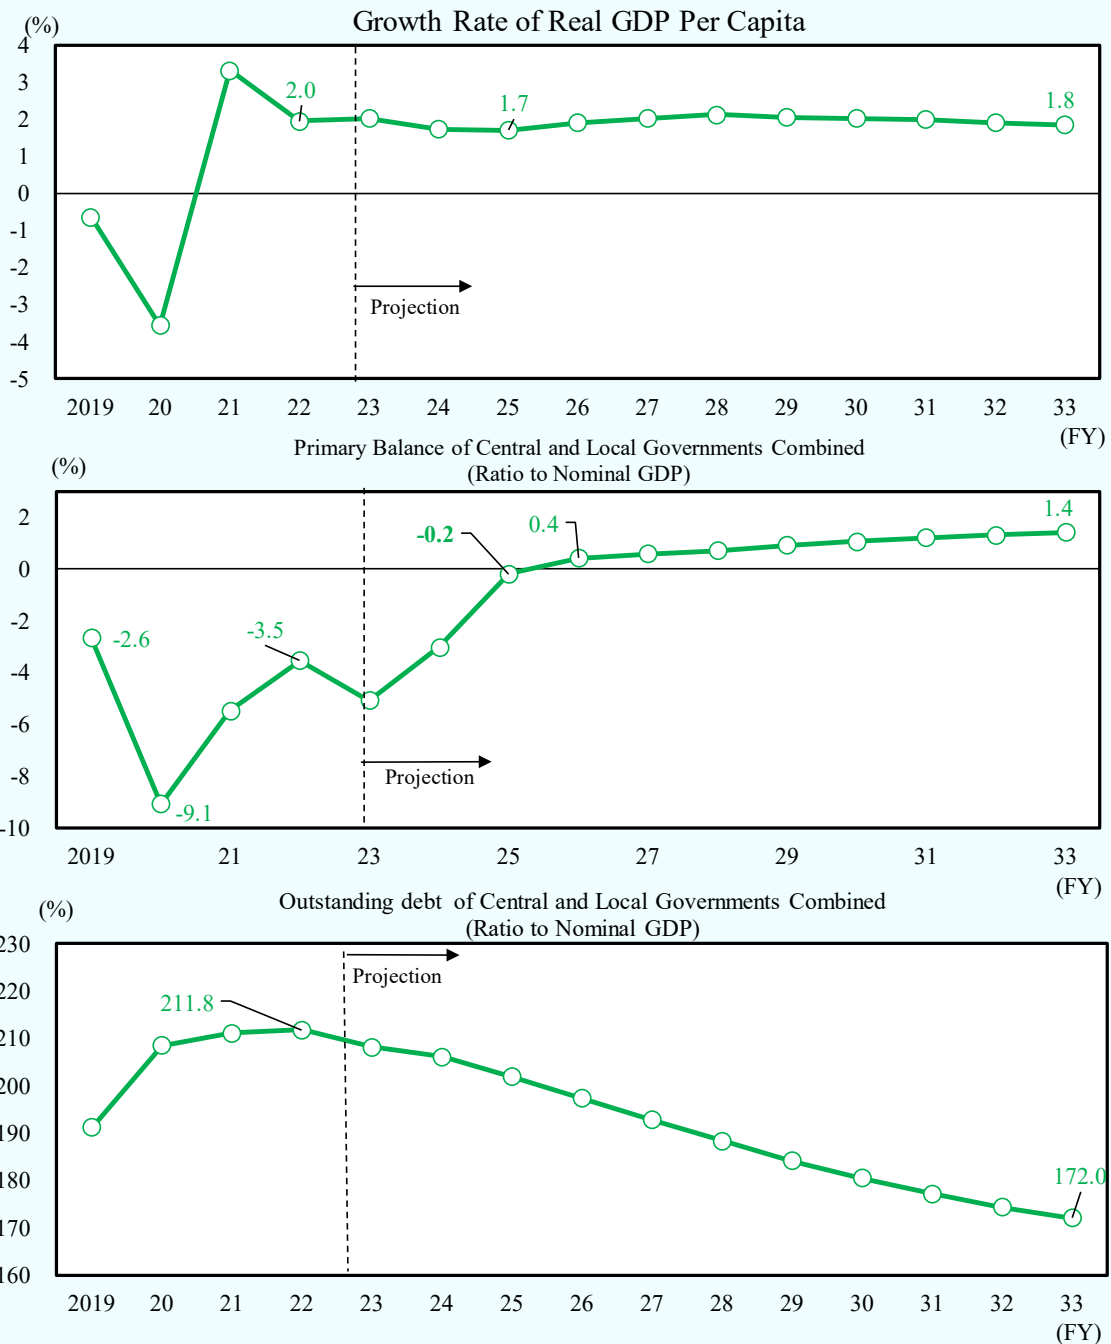 Growth Rate of Real GDP Per Capita
(%)
4
3
2
1
0
-1
-2
-3
-4
-5
2.0
1.7
1.8
Projection
2019 20 21 22 23 24 25 26 27 28 29 30 31 32 33
(FY)
Primary Balance of Central and Local Governments Combined
(Ratio to Nominal GDP)
(%)
2
0
-2
-4
-6
-8
-10
-2.6
-9.1
-3.5
-0.2
0.4
1.4
Projection
2019 21 23 25 27 29 31 33
(FY)
Outstanding debt of Central and Local Governments Combined
(Ratio to Nominal GDP)
(%)
230
220
210
200
190
180
170
160
211.8
172.0
Projection
2019 20 21 22 23 24 25 26 27 28 29 30 31 32 33
(FY)